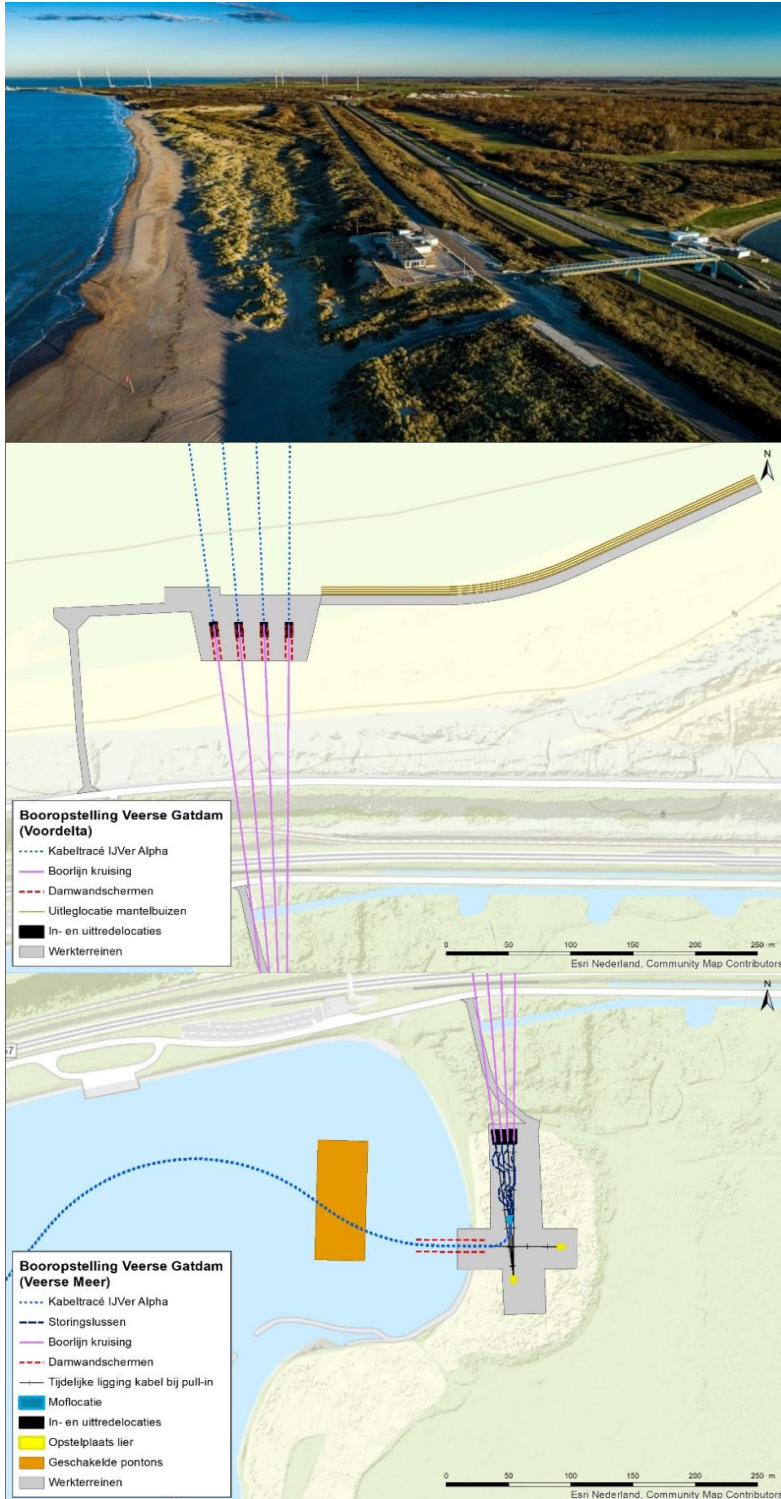 N
5
5
Booropstelling Veerse Gatdam
(Voordelta)
Kabeltracé IJVer Alpha
Boorlijn kruising
Damwandschermen
Uitleglocatie mantelbuizen
In- en uittredelocaties
Werkterreinen
0 50 100 150 200 250 m
Esri Nederland, Community Map Contributors
N
57
Booropstelling Veerse Gatdam
(Veerse Meer)
Kabeltracé IJVer Alpha
Storingslussen
Boorlijn kruising
Damwandschermen
Tijdelijke ligging kabel bij pull-in
Moflocatie
In- en uittredelocaties
Opstelplaats lier
Geschakelde pontons
Werkterreinen
0 50 100 150 200 250 m
Esri Nederland, Community Map Contributors